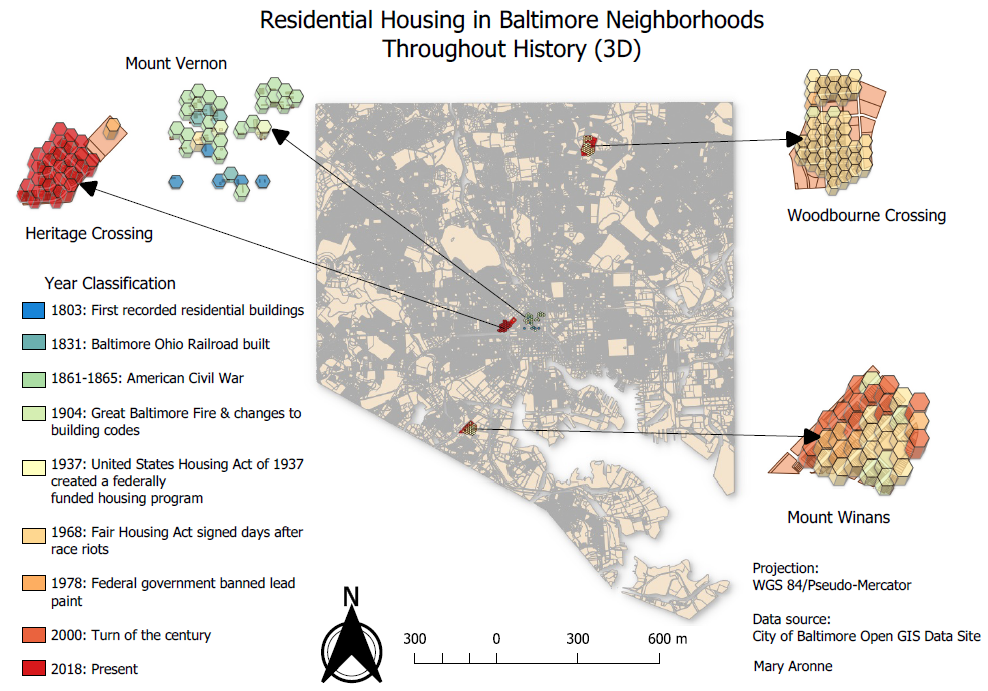 Residential Housing in Baltimore Neighborhoods
Throughout History (3D)
Mount Vernon
Heritage Crossing
Woodbourne Crossing
Mount Winans
Year Classification
1803: First recorded residential buildings
1831: Baltimore Ohio Railroad built
1861-1865: American Civil War
1904: Great Baltimore Fire & changes to
building codes
1937: United States Housing Act of 1937
created a federally
funded housing program
1968: Fair Housing Act signed days after
race riots
1978: Federal government banned lead
paint
2000: Turn of the century
2018: Present
N
300 0 300 600 m
Projection:
WGS 84/Pseudo-Mercator
Data source:
City of Baltimore Open GIS Data Site
Mary Aronne